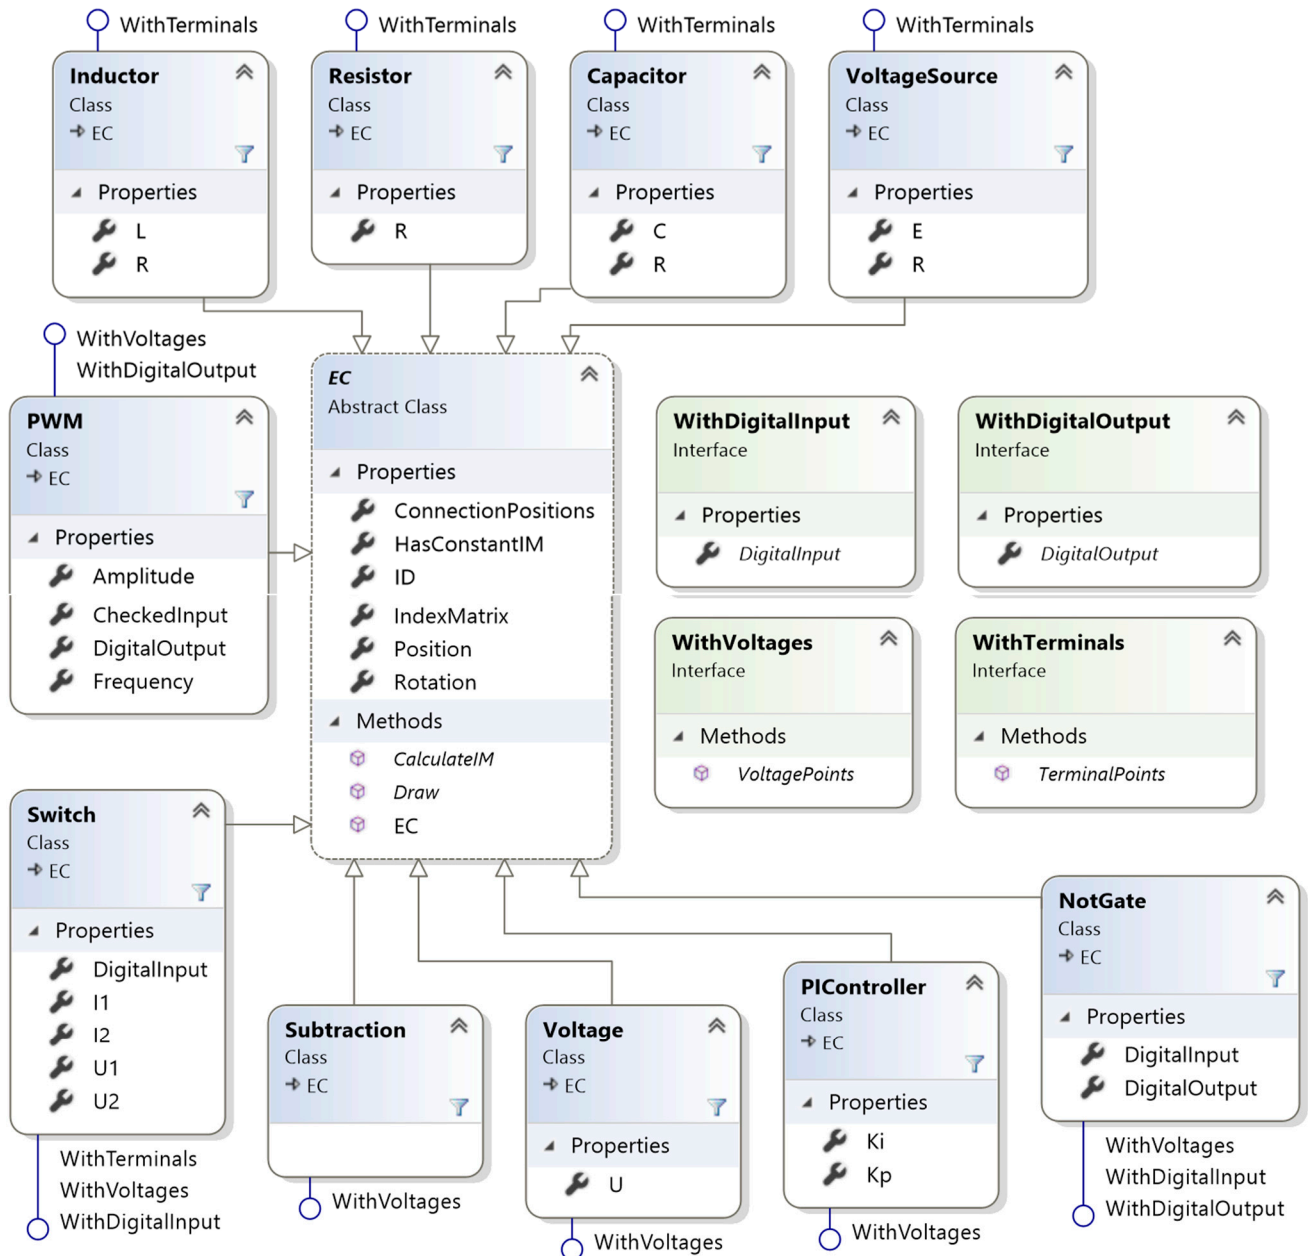 WithTerminals
Inductor
Class
EC
Properties
L
R
WithTerminals
Resistor
Class
EC
Properties
R
WithTerminals
Capacitor
Class
EC
Properties
C
R
WithTerminals
VoltageSource
Class
EC
Properties
E
R
WithVoltages
WithDigitalOutput
PWM
Class
EC
Properties
Amplitude
CheckedInput
DigitalOutput
Frequency
EC
Abstract Class
Properties
ConnectionPositions
HasConstantIM
ID
IndexMatrix
Position
Rotation
Methods
CalculateIM
Draw
EC
WithDigitalInput
Interface
Properties
DigitalInput
WithDigitalOutput
Interface
Properties
DigitalOutput
WithVoltages
Interface
Methods
VoltagePoints
WithTerminals
Interface
Methods
TerminalPoints
Switch
Class
EC
Properties
DigitalInput
I1
I2
U1
U2
WithTerminals
WithVoltages
WithDigitalInput
Subtraction
Class
EC
WithVoltages
Voltage
Class
EC
Properties
U
WithVoltages
PIController
Class
EC
Properties
Ki
Kp
WithVoltages
NotGate
Class
EC
Properties
DigitalInput
DigitalOutput
WithVoltages
WithDigitalInput
WithDigitalOutput